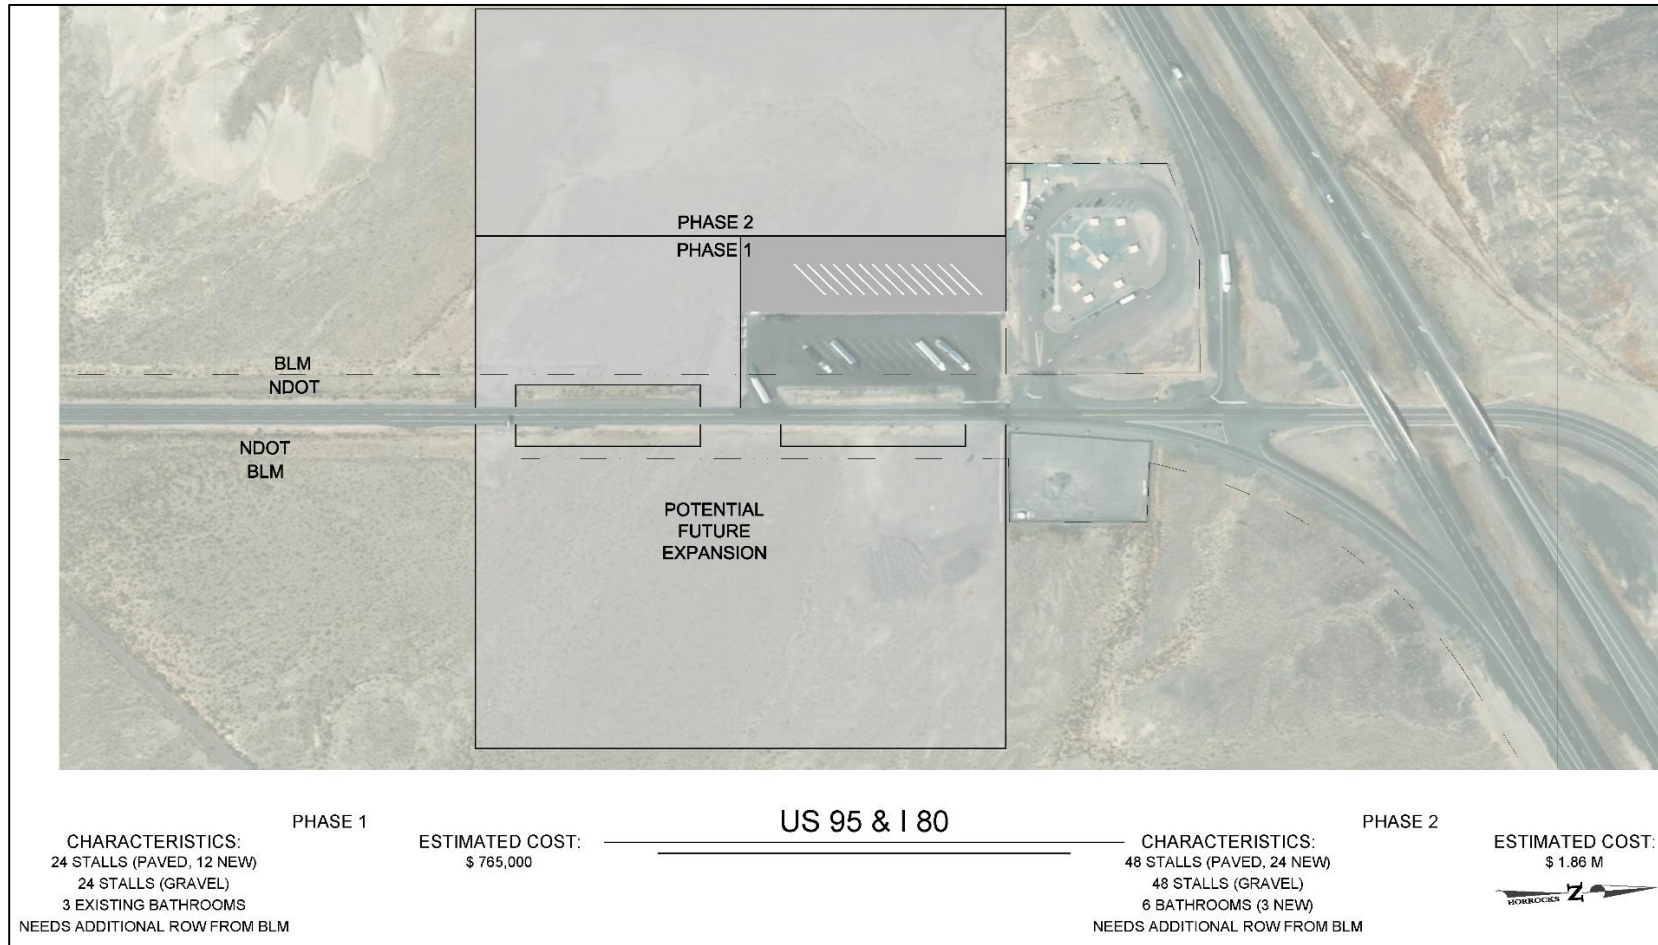 PHASE 2
PHASE 1
BLM
NDOT
NDOT
BLM
POTENTIAL
FUTURE
EXPANSION
US 95 & I 80
PHASE 1
CHARACTERISTICS:
24 STALLS (PAVED, 12 NEW)
24 STALLS (GRAVEL)
3 EXISTING BATHROOMS
NEEDS ADDITIONAL ROW FROM BLM
ESTIMATED COST:
$ 765,000
PHASE 2
CHARACTERISTICS:
48 STALLS (PAVED, 24 NEW)
48 STALLS (GRAVEL)
6 BATHROOMS (3 NEW)
NEEDS ADDITIONAL ROW FROM BLM
ESTIMATED COST:
$ 1.86 M
HORROCKS
Z